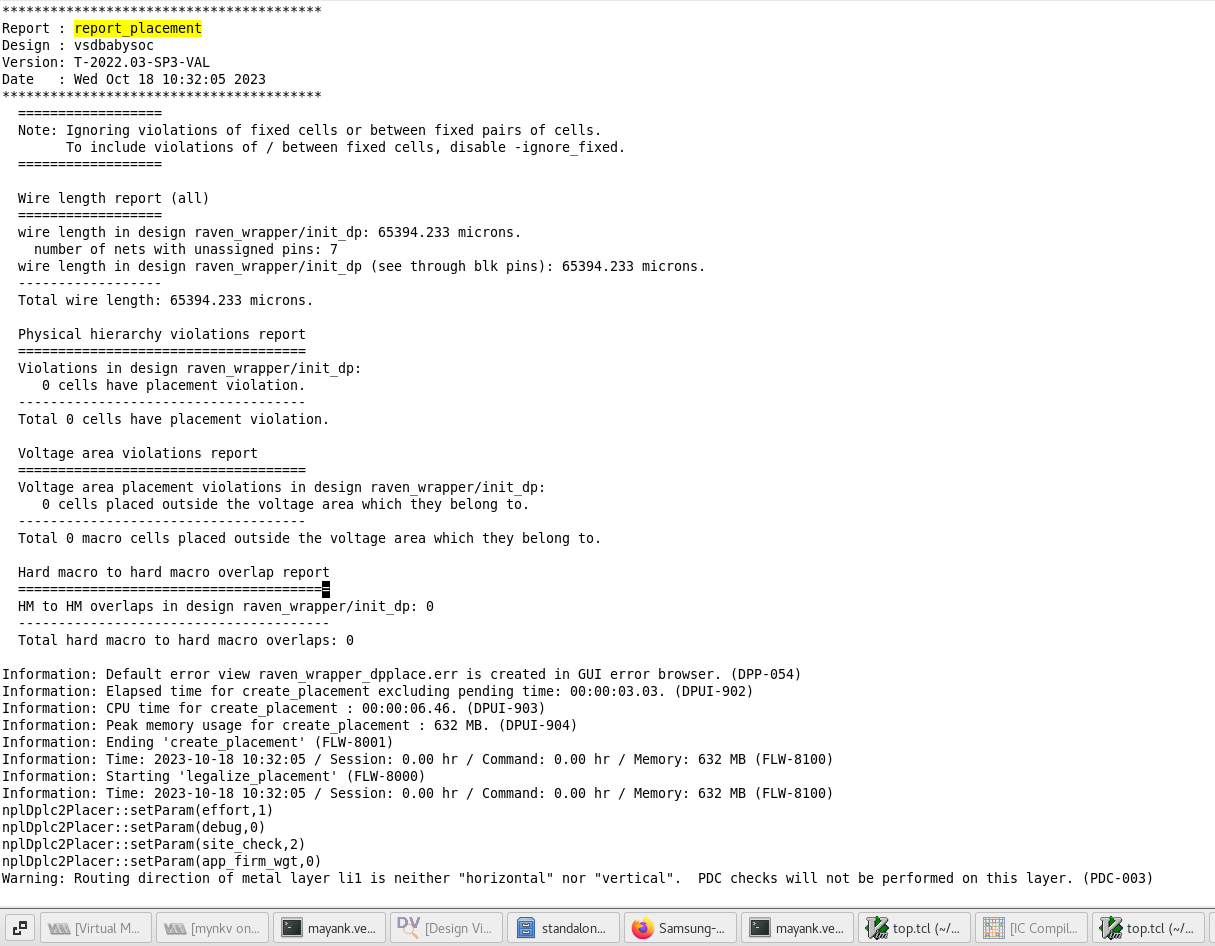 ****************************************
Report : report_placement
Design : vsdbabysoc
Version: T-2022.03-SP3-VAL
Date   : Wed Oct 18 10:32:05 2023
****************************************
  ==================
  Note: Ignoring violations of fixed cells or between fixed pairs of cells.
        To include violations of / between fixed cells, disable -ignore_fixed.
  ==================

  Wire length report (all)
  ==================
  wire length in design raven_wrapper/init_dp: 65394.233 microns.
    number of nets with unassigned pins: 7
  wire length in design raven_wrapper/init_dp (see through blk pins): 65394.233 microns.
  ------------------
  Total wire length: 65394.233 microns.

  Physical hierarchy violations report
  ====================================
  Violations in design raven_wrapper/init_dp:
     0 cells have placement violation.
  ------------------------------------
  Total 0 cells have placement violation.

  Voltage area violations report
  ====================================
  Voltage area placement violations in design raven_wrapper/init_dp:
     0 cells placed outside the voltage area which they belong to.
  ------------------------------------
  Total 0 macro cells placed outside the voltage area which they belong to.

  Hard macro to hard macro overlap report
  =======================================
  HM to HM overlaps in design raven_wrapper/init_dp: 0
  ---------------------------------------
  Total hard macro to hard macro overlaps: 0

Information: Default error view raven_wrapper_dpplace.err is created in GUI error browser. (DPP-054)
Information: Elapsed time for create_placement excluding pending time: 00:00:03.03. (DPUI-902)
Information: CPU time for create_placement : 00:00:06.46. (DPUI-903)
Information: Peak memory usage for create_placement : 632 MB. (DPUI-904)
Information: Ending 'create_placement' (FLW-8001)
Information: Time: 2023-10-18 10:32:05 / Session: 0.00 hr / Command: 0.00 hr / Memory: 632 MB (FLW-8100)
Information: Starting 'legalize_placement' (FLW-8000)
Information: Time: 2023-10-18 10:32:05 / Session: 0.00 hr / Command: 0.00 hr / Memory: 632 MB (FLW-8100)
nplDplc2Placer::setParam(effort,1)
nplDplc2Placer::setParam(debug,0)
nplDplc2Placer::setParam(site_check,2)
nplDplc2Placer::setParam(app_firm_wgt,0)
Warning: Routing direction of metal layer li1 is neither "horizontal" nor "vertical".  PDC checks will not be performed on this layer. (PDC-003)
[Virtual M... [mynkv on... mayank.ve... DV [Design Vi... standalon... Samsung-... mayank.ve... top.tcl (~/... [IC Compil... top.tcl (~/...